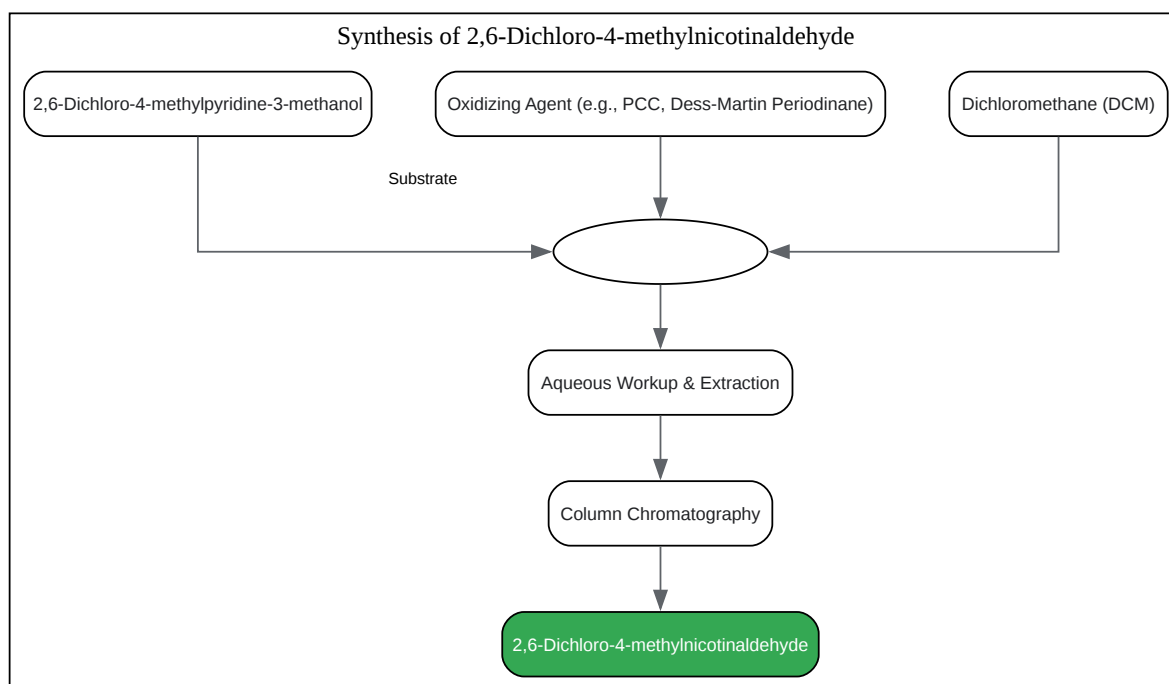 Synthesis of 2,6-Dichloro-4-methylnicotinaldehyde
2,6-Dichloro-4-methylpyridine-3-methanol
Oxidizing Agent (e.g., PCC, Dess-Martin Periodinane)
Dichloromethane (DCM)
Substrate
Aqueous Workup & Extraction
Column Chromatography
2,6-Dichloro-4-methylnicotinaldehyde